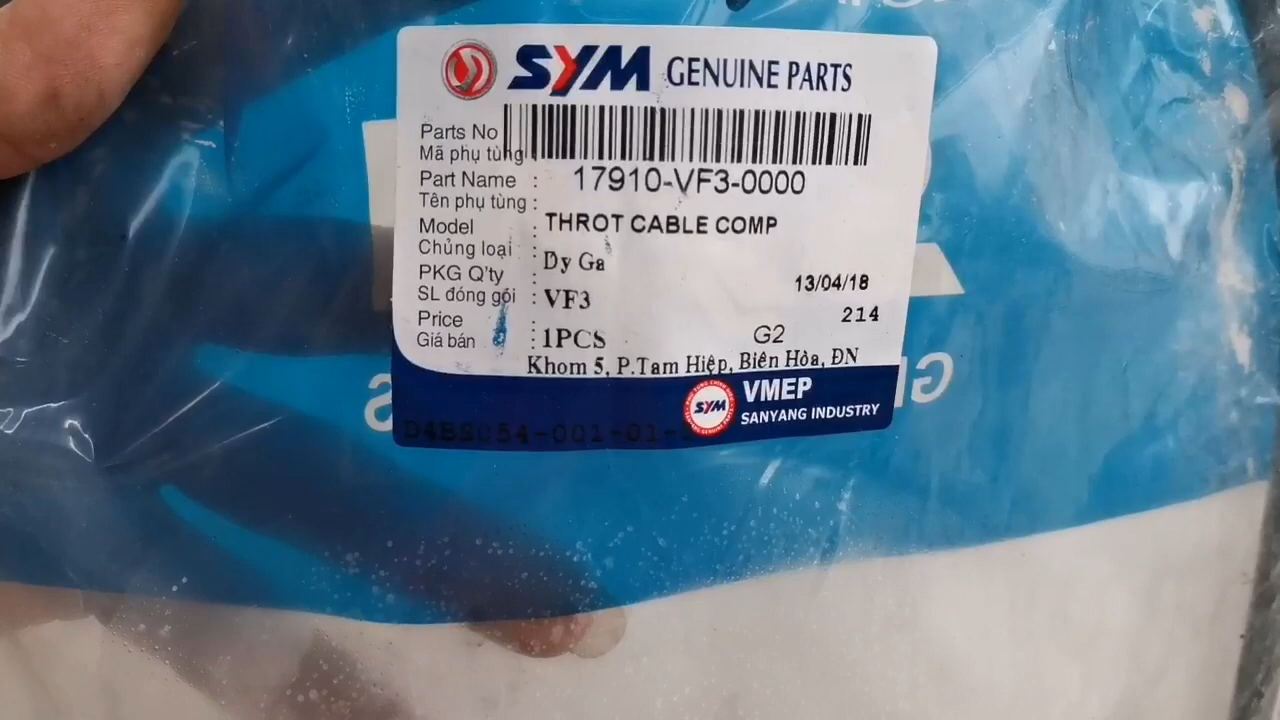 SYM GENUINE PARTS
Parts No
Mã phụ tùng
17910-VF3-0000
Part Name :
Tên phụ tùng :
THROT CABLE COMP
Model :
Chủng loại :
Dy Ga
13/04/18
PKG Q'ty :
SL đóng gói : VF3
214
Price :
Giá bán : 1PCS
G2
Khom 5, P.Tam Hiệp, Biên Hòa, ĐN
SYM
VMEP
SANYANG INDUSTRY